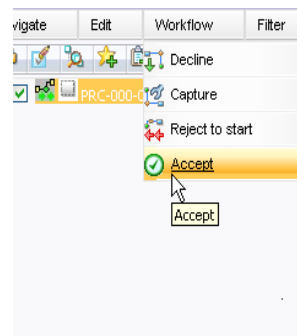 vigate Edit Workflow Filter
Decline
PRC-000-0 Capture
Reject to start
Accept
Accept